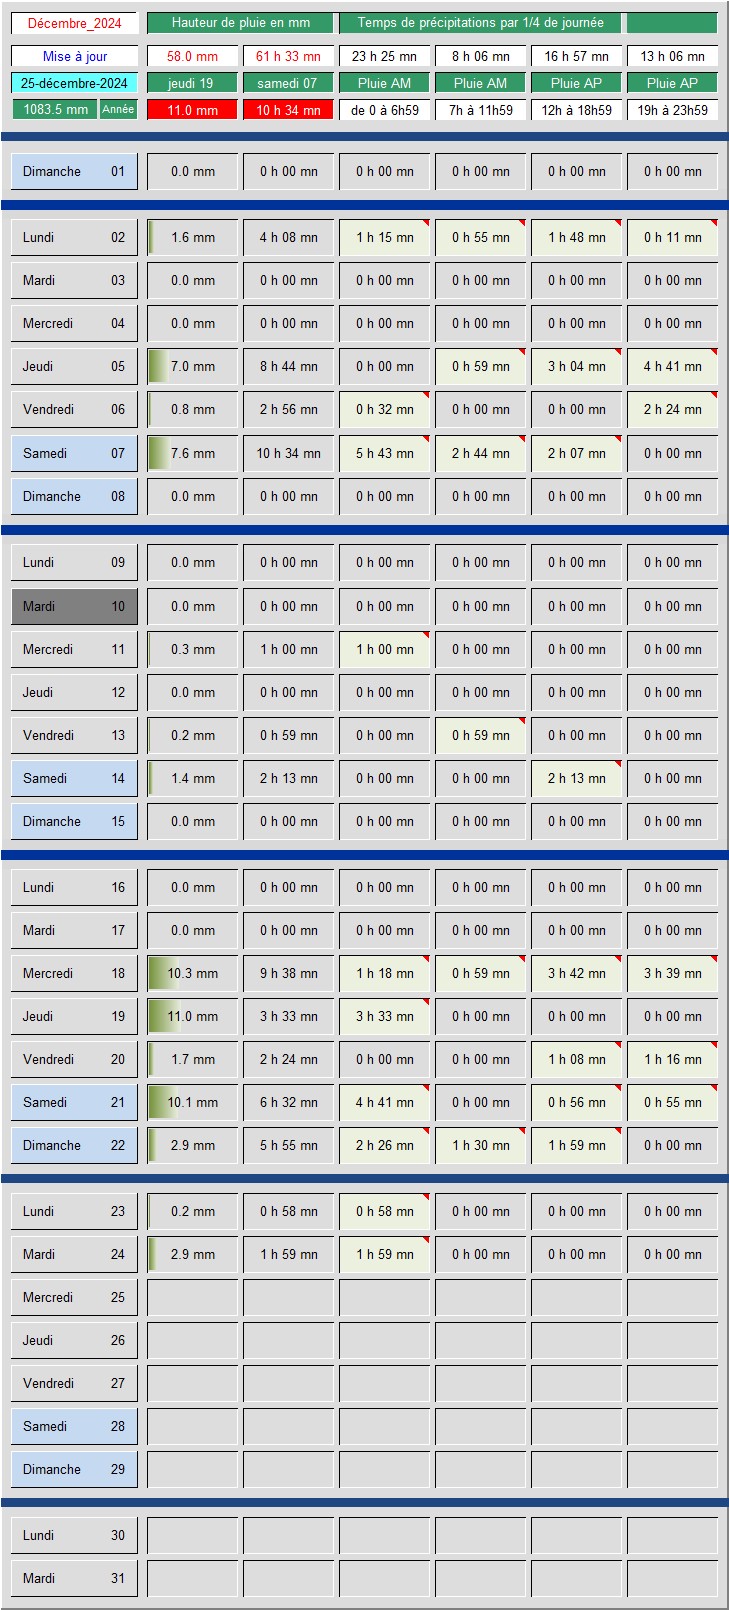 Décembre_2024 Hauteur de pluie en mm Temps de précipitations par 1/4 de journée
Mise à jour 58.0 mm 61 h 33 mn 23 h 25 mn 8 h 06 mn 16 h 57 mn 13 h 06 mn
25-décembre-2024 jeudi 19 samedi 07 Pluie AM Pluie AM Pluie AP Pluie AP
1083.5 mm Année 11.0 mm 10 h 34 mn de 0 à 6h59 7h à 11h59 12h à 18h59 19h à 23h59
Dimanche 01 0.0 mm 0 h 00 mn 0 h 00 mn 0 h 00 mn 0 h 00 mn 0 h 00 mn
Lundi 02 1.6 mm 4 h 08 mn 1 h 15 mn 0 h 55 mn 1 h 48 mn 0 h 11 mn
Mardi 03 0.0 mm 0 h 00 mn 0 h 00 mn 0 h 00 mn 0 h 00 mn 0 h 00 mn
Mercredi 04 0.0 mm 0 h 00 mn 0 h 00 mn 0 h 00 mn 0 h 00 mn 0 h 00 mn
Jeudi 05 7.0 mm 8 h 44 mn 0 h 00 mn 0 h 59 mn 3 h 04 mn 4 h 41 mn
Vendredi 06 0.8 mm 2 h 56 mn 0 h 32 mn 0 h 00 mn 0 h 00 mn 2 h 24 mn
Samedi 07 7.6 mm 10 h 34 mn 5 h 43 mn 2 h 44 mn 2 h 07 mn 0 h 00 mn
Dimanche 08 0.0 mm 0 h 00 mn 0 h 00 mn 0 h 00 mn 0 h 00 mn 0 h 00 mn
Lundi 09 0.0 mm 0 h 00 mn 0 h 00 mn 0 h 00 mn 0 h 00 mn 0 h 00 mn
Mardi 10 0.0 mm 0 h 00 mn 0 h 00 mn 0 h 00 mn 0 h 00 mn 0 h 00 mn
Mercredi 11 0.3 mm 1 h 00 mn 1 h 00 mn 0 h 00 mn 0 h 00 mn 0 h 00 mn
Jeudi 12 0.0 mm 0 h 00 mn 0 h 00 mn 0 h 00 mn 0 h 00 mn 0 h 00 mn
Vendredi 13 0.2 mm 0 h 59 mn 0 h 00 mn 0 h 59 mn 0 h 00 mn 0 h 00 mn
Samedi 14 1.4 mm 2 h 13 mn 0 h 00 mn 0 h 00 mn 2 h 13 mn 0 h 00 mn
Dimanche 15 0.0 mm 0 h 00 mn 0 h 00 mn 0 h 00 mn 0 h 00 mn 0 h 00 mn
Lundi 16 0.0 mm 0 h 00 mn 0 h 00 mn 0 h 00 mn 0 h 00 mn 0 h 00 mn
Mardi 17 0.0 mm 0 h 00 mn 0 h 00 mn 0 h 00 mn 0 h 00 mn 0 h 00 mn
Mercredi 18 10.3 mm 9 h 38 mn 1 h 18 mn 0 h 59 mn 3 h 42 mn 3 h 39 mn
Jeudi 19 11.0 mm 3 h 33 mn 3 h 33 mn 0 h 00 mn 0 h 00 mn 0 h 00 mn
Vendredi 20 1.7 mm 2 h 24 mn 0 h 00 mn 0 h 00 mn 1 h 08 mn 1 h 16 mn
Samedi 21 10.1 mm 6 h 32 mn 4 h 41 mn 0 h 00 mn 0 h 56 mn 0 h 55 mn
Dimanche 22 2.9 mm 5 h 55 mn 2 h 26 mn 1 h 30 mn 1 h 59 mn 0 h 00 mn
Lundi 23 0.2 mm 0 h 58 mn 0 h 58 mn 0 h 00 mn 0 h 00 mn 0 h 00 mn
Mardi 24 2.9 mm 1 h 59 mn 1 h 59 mn 0 h 00 mn 0 h 00 mn 0 h 00 mn
Mercredi 25
Jeudi 26
Vendredi 27
Samedi 28
Dimanche 29
Lundi 30
Mardi 31